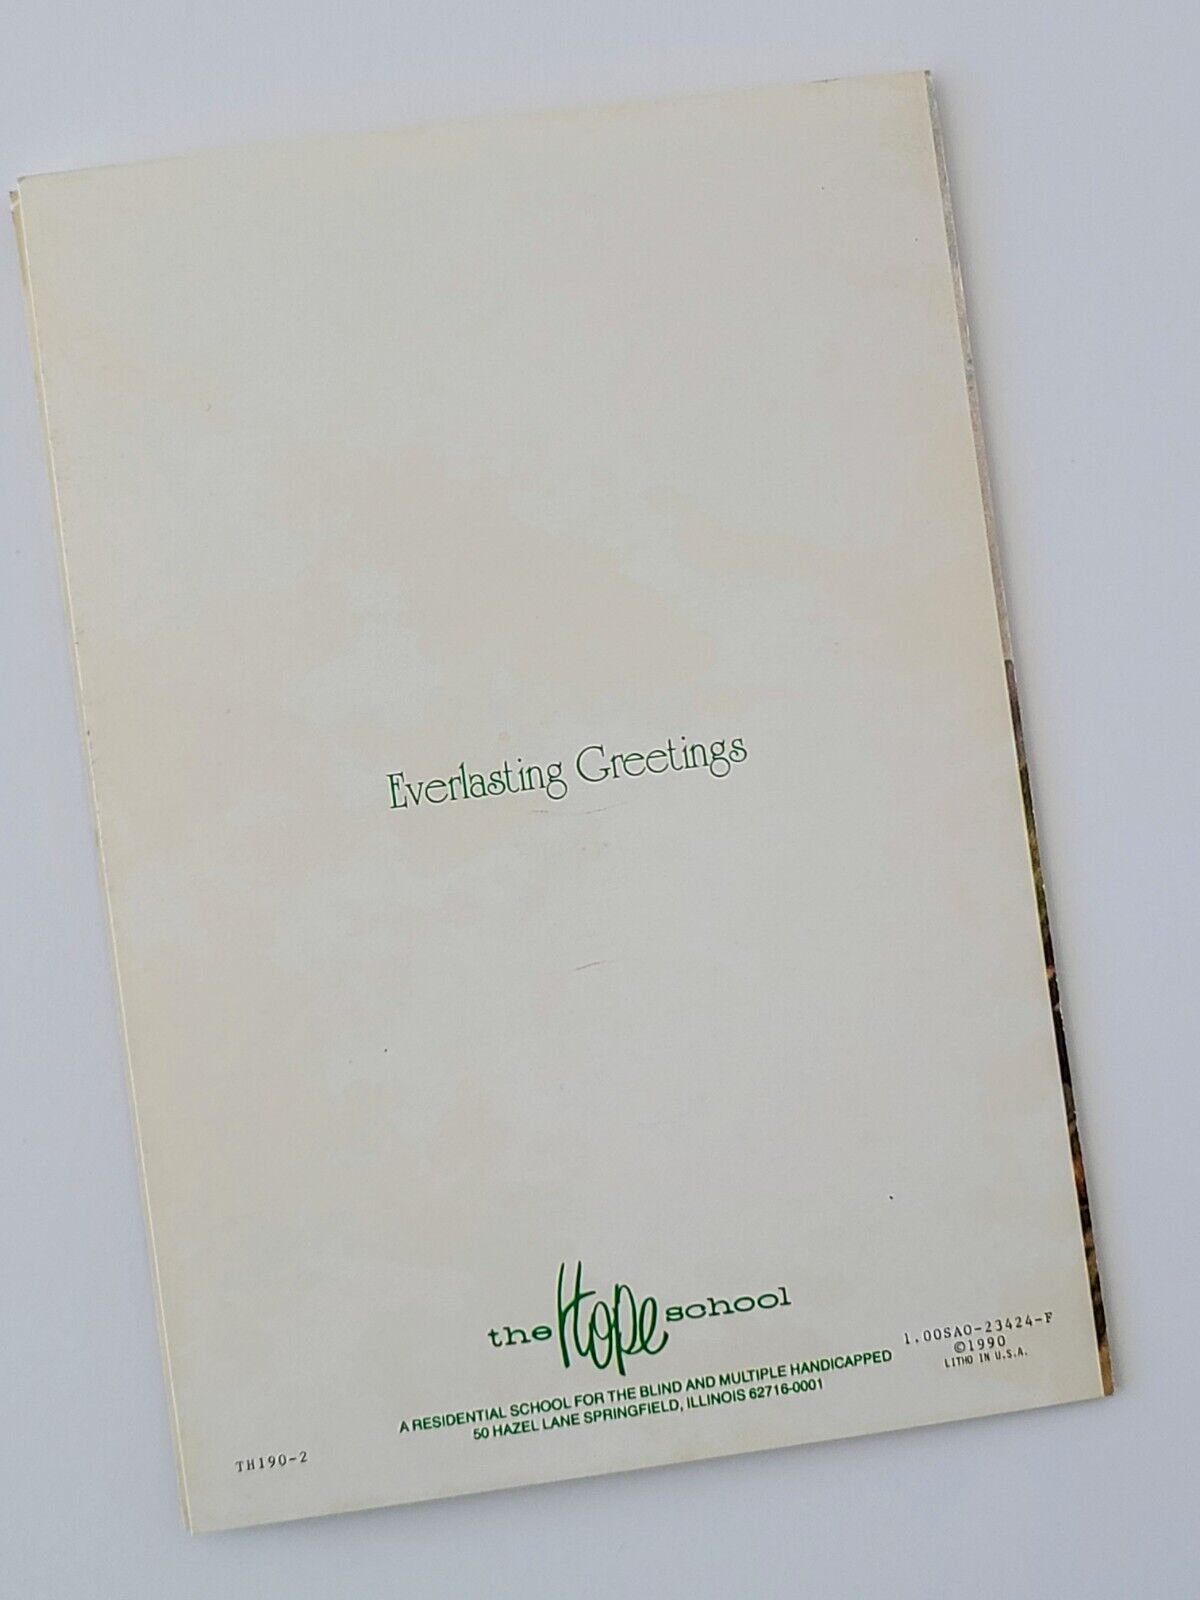 Everlasting Greetings
the Hope school
A RESIDENTIAL SCHOOL FOR THE BLIND AND MULTIPLE HANDICAPPED
50 HAZEL LANE SPRINGFIELD, ILLINOIS 62716-0001
1.00SAO-23424-F
©1990
LITHO IN U.S.A.
TH190-2